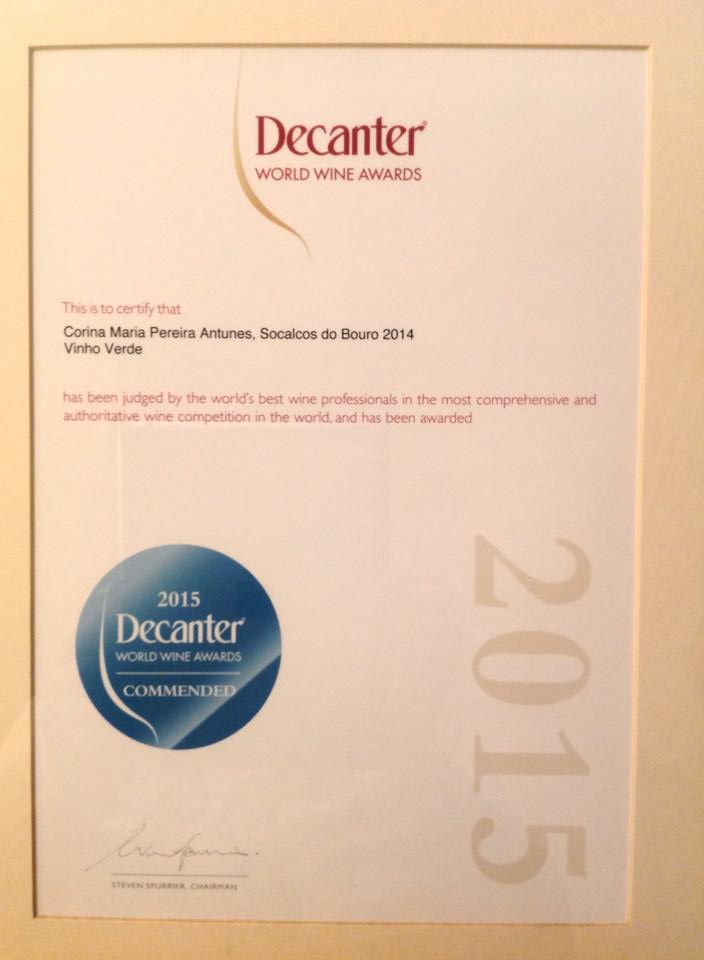 Decanter®
WORLD WINE AWARDS
This is to certify that
Corina Maria Pereira Antunes, Socalcos do Bouro 2014
Vinho Verde
has been judged by the world's best wine professionals in the most comprehensive and
authoritative wine competition in the world, and has been awarded
2015
Decanter
WORLD WINE AWARDS
COMMENDED
2015
STEVEN SPURRIER, CHAIRMAN